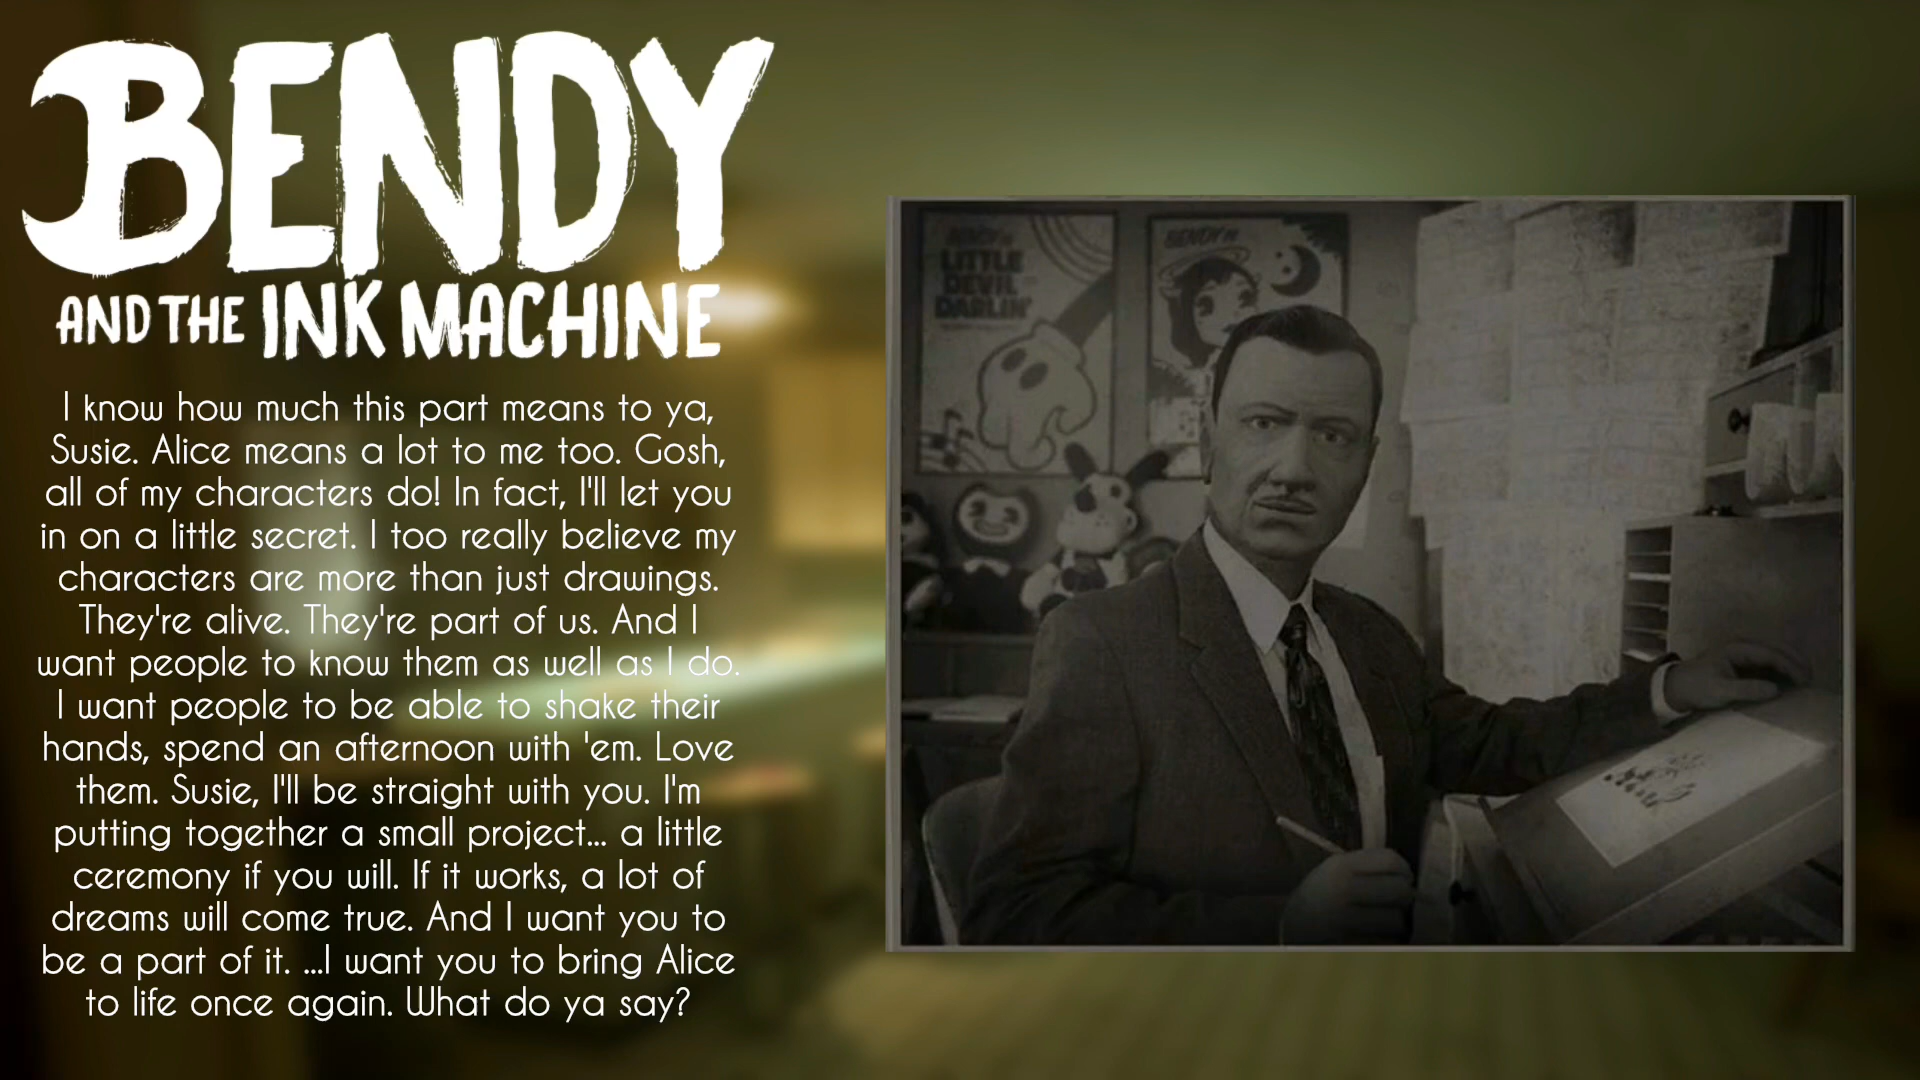 BENDY
AND THE INK MACHINE
I know how much this part means to ya,
Susie. Alice means a lot to me too. Gosh,
all of my characters do! In fact, I'll let you
in on a little secret. I too really believe my
characters are more than just drawings.
They're alive. They're part of us. And I
want people to know them as well as I do.
I want people to be able to shake their
hands, spend an afternoon with 'em. Love
them. Susie, I'll be straight with you. I'm
putting together a small project... a little
ceremony if you will. If it works, a lot of
dreams will come true. And I want you to
be a part of it. ...I want you to bring Alice
to life once again. What do ya say?
BENDY in
LITTLE
DEVIL
DARLIN'
BENDY IN